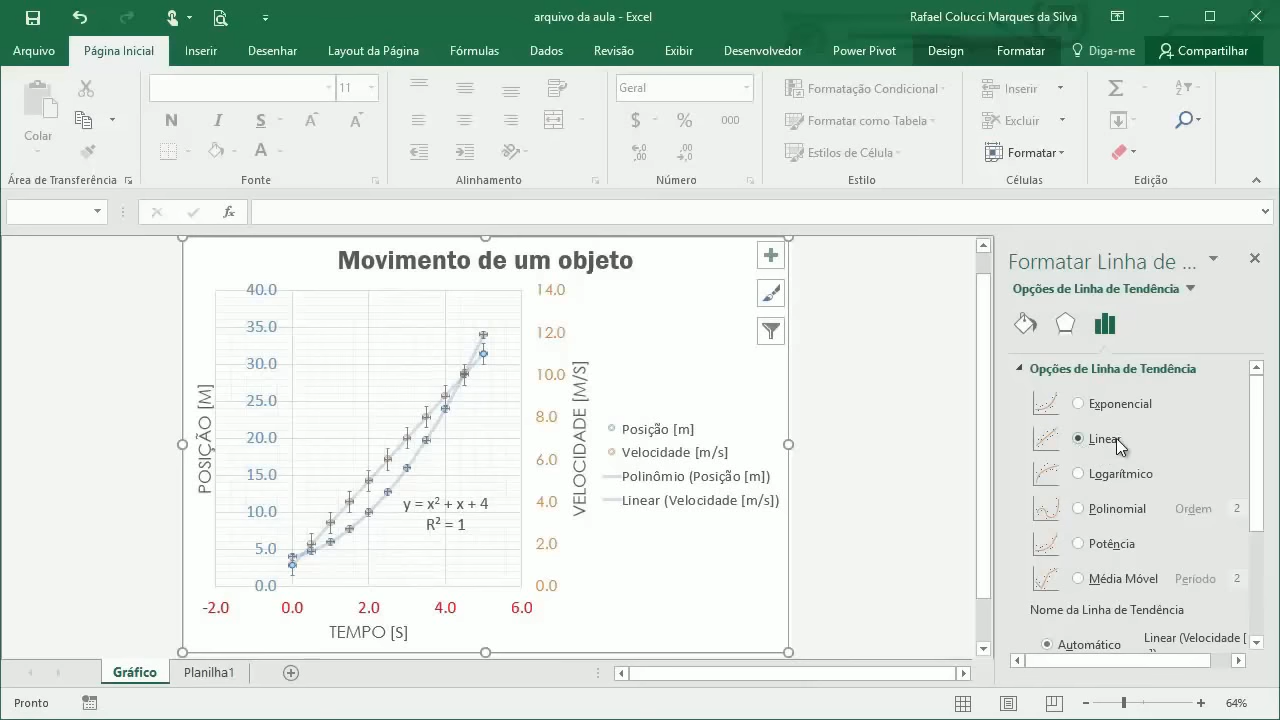 arquivo da aula - Excel
Rafael Colucci Marques da Silva
Arquivo Página Inicial Inserir Desenhar Layout da Página Fórmulas Dados Revisão Exibir Desenvolvedor Power Pivot Design Formatar Diga-me Compartilhar
Colar
Área de Transferência
11
N I S A A
A
Fonte
Alinhamento
Geral
$ % 000
Número
Formatação Condicional
Formatar como Tabela
Estilos de Célula
Estilo
Inserir
Excluir
Formatar
Células
Edição
fx
Movimento de um objeto
40.0
35.0
30.0
25.0
20.0
15.0
10.0
5.0
0.0
POSIÇÃO [M]
14.0
12.0
10.0
8.0
6.0
4.0
2.0
0.0
VELOCIDADE [M/S]
y = x² + x + 4
R² = 1
-2.0 0.0 2.0 4.0 6.0
TEMPO [S]
Posição [m]
Velocidade [m/s]
Polinômio (Posição [m])
Linear (Velocidade [m/s])
Formatar Linha de ...
Opções de Linha de Tendência
Opções de Linha de Tendência
Exponencial
Linear
Logarítmico
Polinomial Ordem 2
Potência
Média Móvel Período 2
Nome da Linha de Tendência
Automático Linear (Velocidade [
Gráfico Planilha1
Pronto
64%